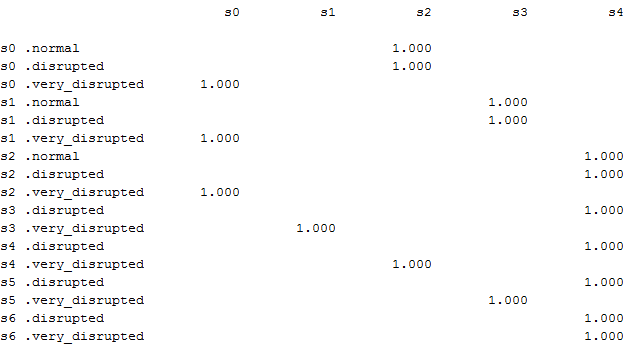 s0 s1 s2 s3 s4
s0 .normal 1.000
s0 .disrupted 1.000
s0 .very_disrupted 1.000
s1 .normal 1.000
s1 .disrupted 1.000
s1 .very_disrupted 1.000
s2 .normal 1.000
s2 .disrupted 1.000
s2 .very_disrupted 1.000
s3 .disrupted 1.000
s3 .very_disrupted 1.000
s4 .disrupted 1.000
s4 .very_disrupted 1.000
s5 .disrupted 1.000
s5 .very_disrupted 1.000
s6 .disrupted 1.000
s6 .very_disrupted 1.000